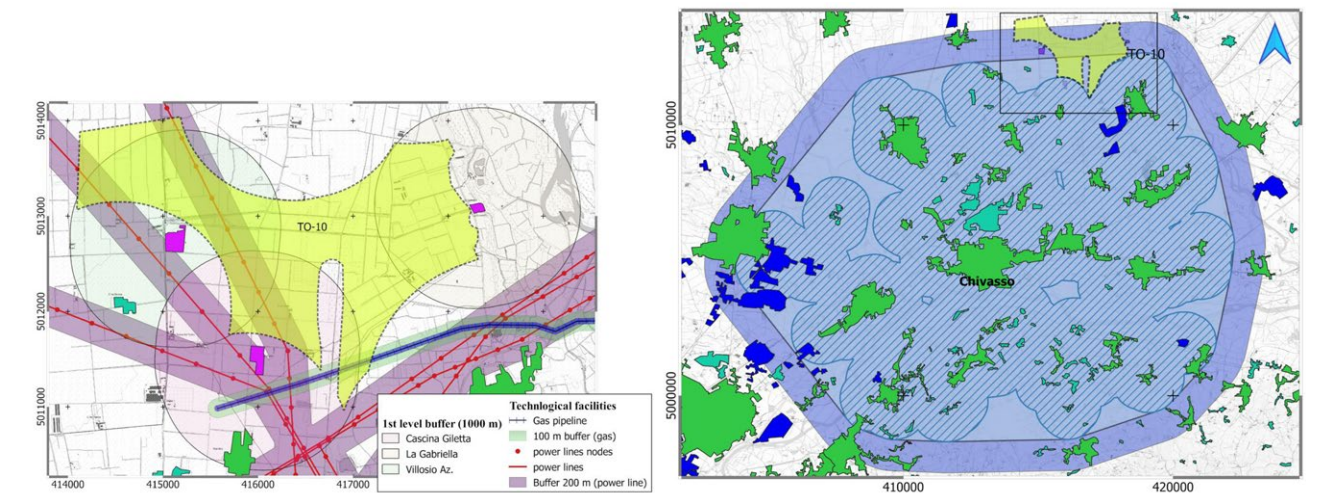 5014000
5013000
5012000
5011000
414000
415000
416000
417000
TO-10
1st level buffer (1000 m)
Cascina Giletta
La Gabriella
Villosio Az.
Technlogical facilities
Gas pipeline
100 m buffer (gas)
power lines nodes
power lines
Buffer 200 m (power line)
TO-10
Chivasso
5010000
5000000
410000
420000